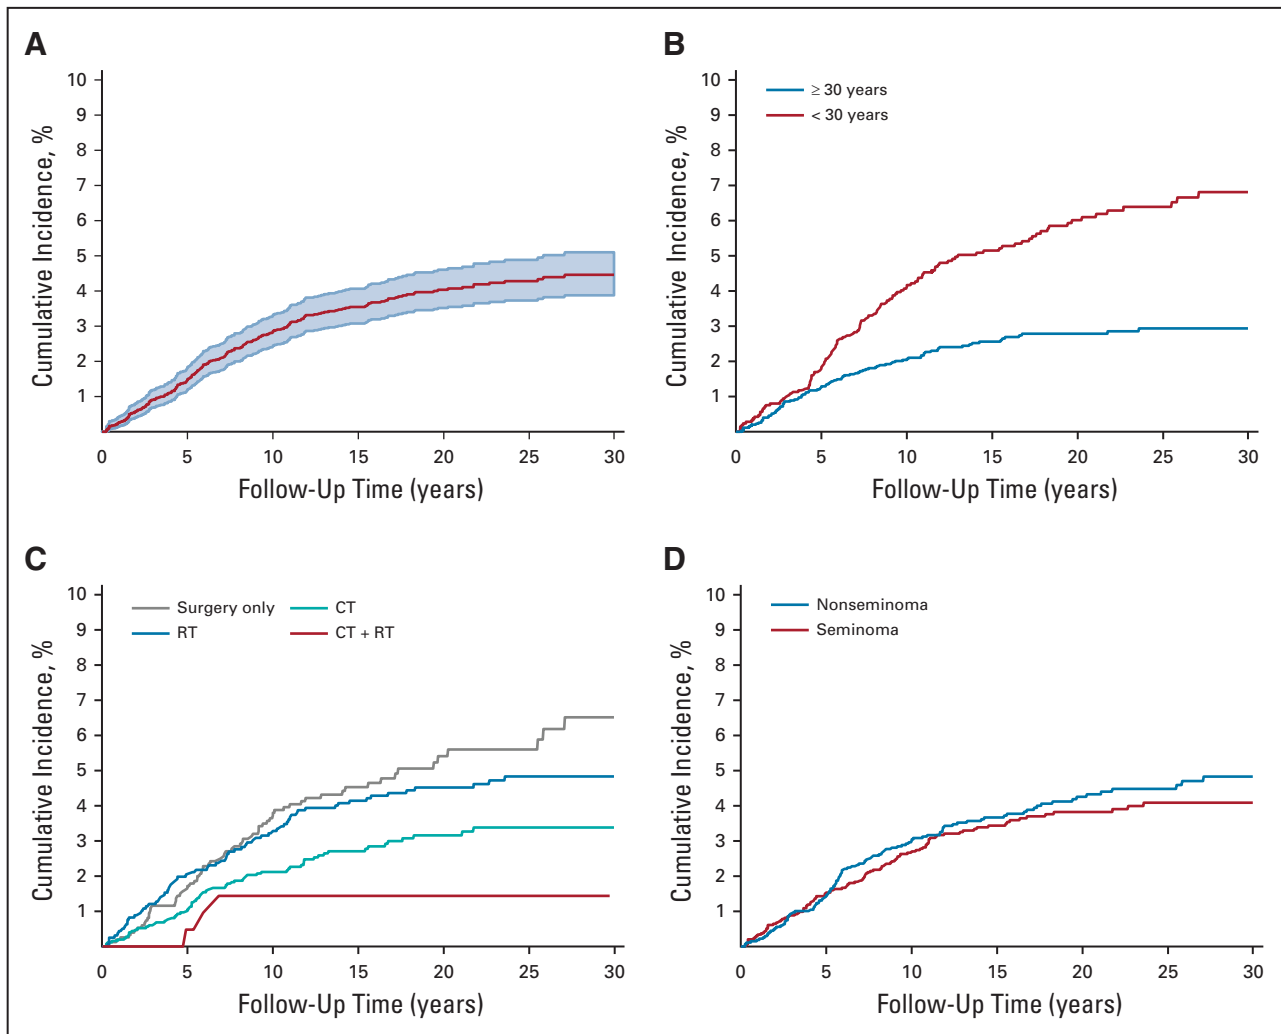 A
Cumulative Incidence, %
10
9
8
7
6
5
4
3
2
1
0 5 10 15 20 25 30
Follow-Up Time (years)
B
Cumulative Incidence, %
10
9
8
7
6
5
4
3
2
1
≥ 30 years
< 30 years
0 5 10 15 20 25 30
Follow-Up Time (years)
C
Cumulative Incidence, %
10
9
8
7
6
5
4
3
2
1
Surgery only CT
RT CT + RT
0 5 10 15 20 25 30
Follow-Up Time (years)
D
Cumulative Incidence, %
10
9
8
7
6
5
4
3
2
1
Nonseminoma
Seminoma
0 5 10 15 20 25 30
Follow-Up Time (years)